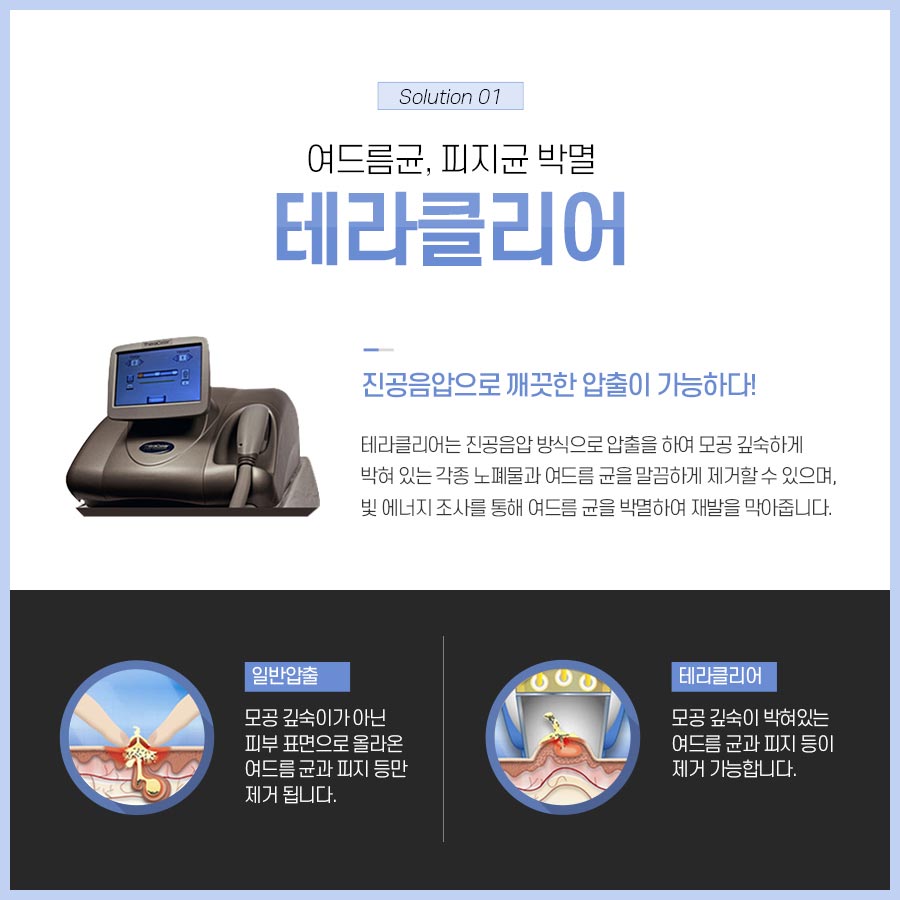 Solution 01
여드름균, 피지균 박멸
테라클리어
진공음압으로 깨끗한 압출이 가능하다!
테라클리어는 진공음압 방식으로 압출을 하여 모공 깊숙하게
박혀 있는 각종 노폐물과 여드름 균을 말끔하게 제거할 수 있으며,
빛 에너지 조사를 통해 여드름 균을 박멸하여 재발을 막아줍니다.
일반압출
모공 깊숙이가 아닌
피부 표면으로 올라온
여드름 균과 피지 등만
제거 됩니다.
테라클리어
모공 깊숙이 박혀있는
여드름 균과 피지 등이
제거 가능합니다.